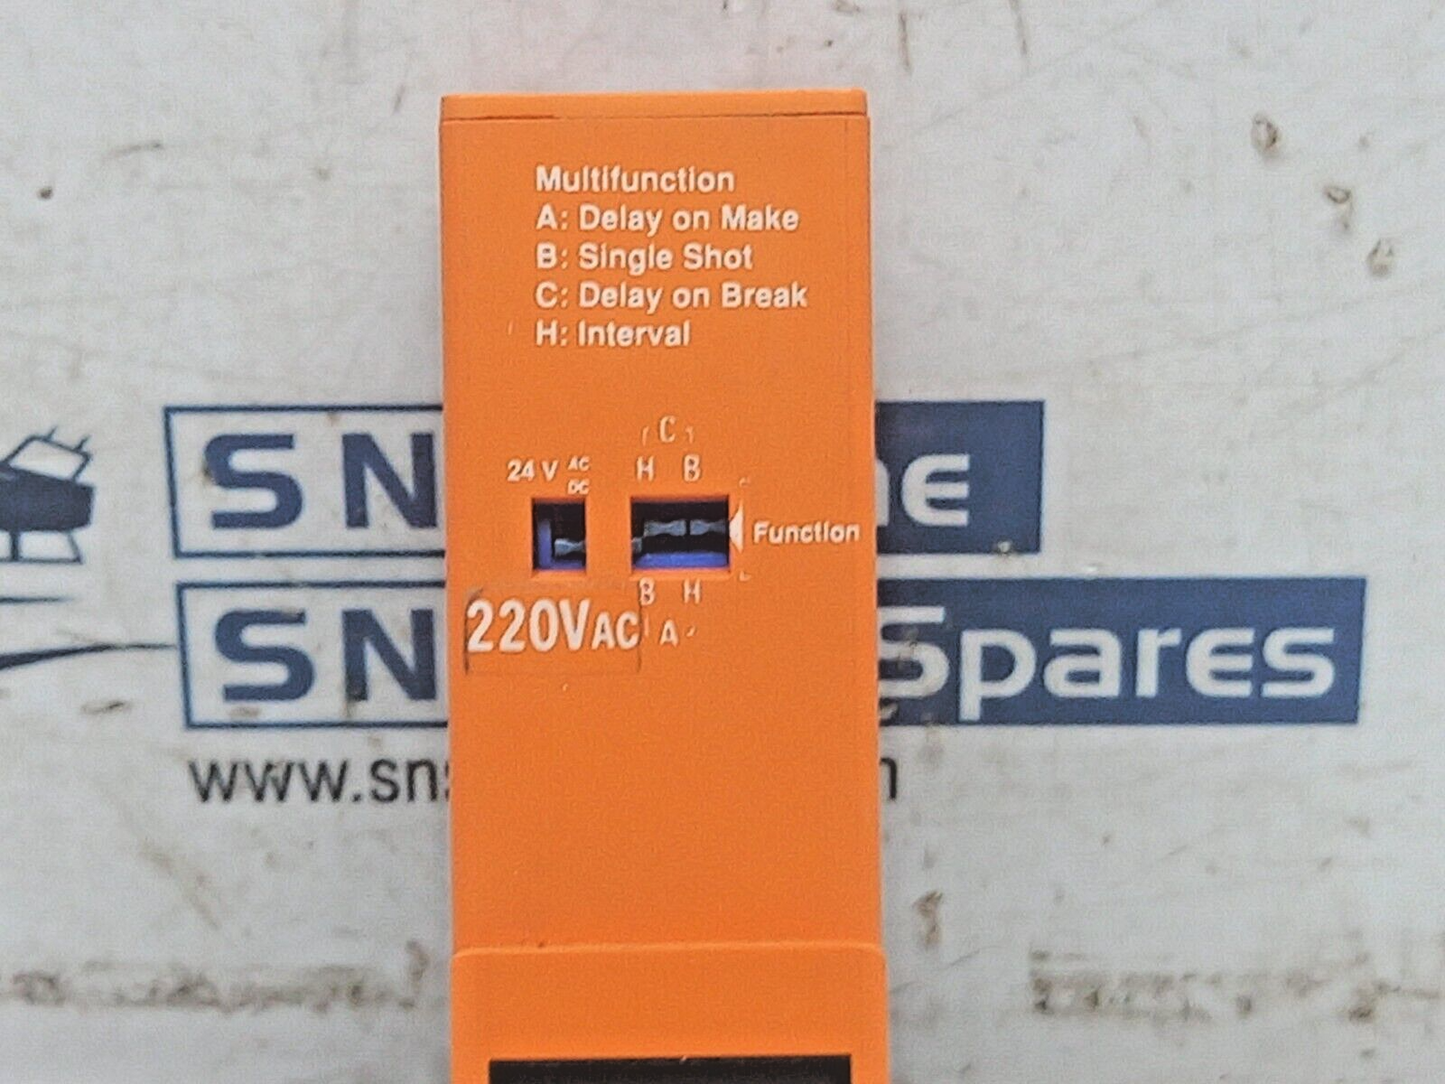 Multifunction
A: Delay on Make
B: Single Shot
C: Delay on Break
H: Interval
C
24 V AC DC
H B
Function
B H
220VAC
A
SN
ne
SN
Spares
www.sn
m